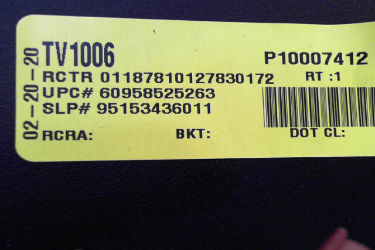 02-20-20
TV1006 P10007412
RCTR 01187810127830172 RT :1
UPC# 60958525263
SLP# 95153436011
RCRA: BKT: DOT CL: